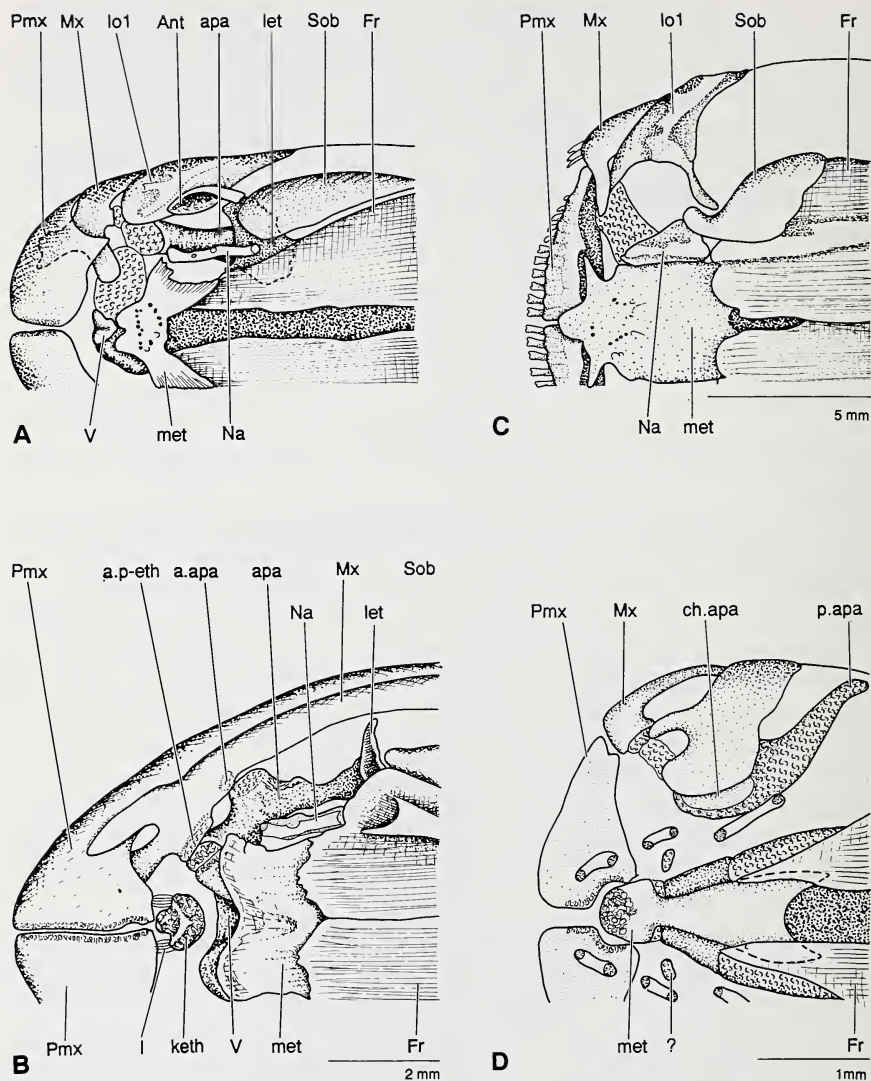 Pmx Mx Io1 Ant apa let Sob Fr
V met Na
A
Pmx Mx Io1 Sob Fr
Na met
5 mm
C
Pmx a.p-eth a.apa apa Mx Sob
Na let
Pmx I keth V met Fr
B
2 mm
Pmx Mx ch.apa p.apa
met ? Fr
D
1mm